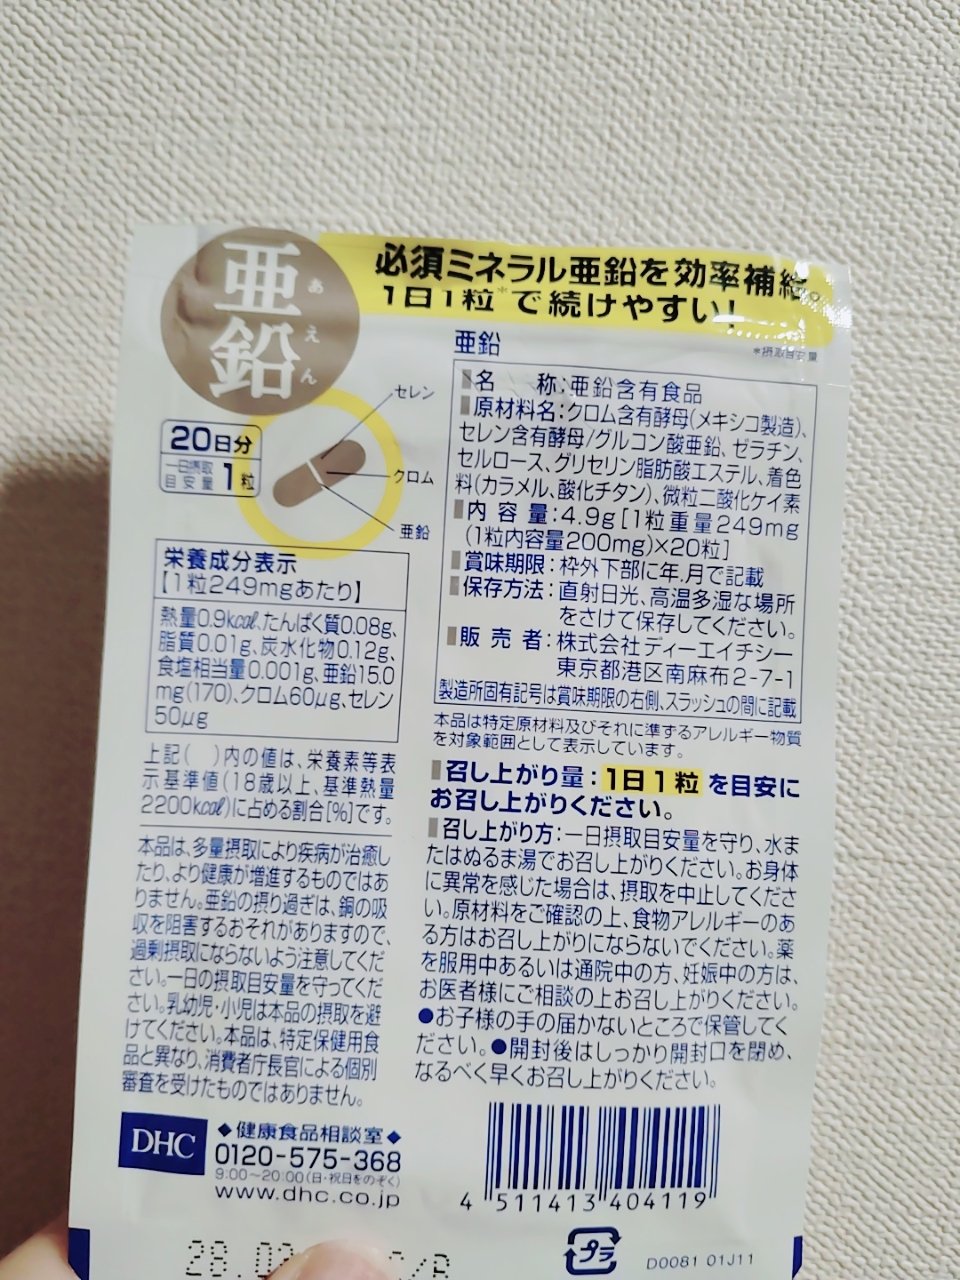 亜鉛
あえん
必須ミネラル亜鉛を効率補給。
1日1粒*で続けやすい!
*摂取目安量
20日分
一日摂取
目安量 1粒
セレン
クロム
亜鉛
栄養成分表示
【1粒249mgあたり】
熱量0.9kcal、たんぱく質0.08g、
脂質0.01g、炭水化物0.12g、
食塩相当量0.001g、亜鉛15.0
mg(170)、クロム60μg、セレン
50μg
上記( )内の値は、栄養素等表
示基準値(18歳以上、基準熱量
2200kcal)に占める割合[%]です。
本品は、多量摂取により疾病が治癒し
たり、より健康が増進するものではあ
りません。亜鉛の摂り過ぎは、銅の吸
収を阻害するおそれがありますので、
過剰摂取にならないよう注意してくだ
さい。一日の摂取目安量を守ってくだ
さい。乳幼児・小児は本品の摂取を避
けてください。本品は、特定保健用食
品と異なり、消費者庁長官による個別
審査を受けたものではありません。
亜鉛
名 称:亜鉛含有食品
原材料名:クロム含有酵母(メキシコ製造)、
セレン含有酵母/グルコン酸亜鉛、ゼラチン、
セルロース、グリセリン脂肪酸エステル、着色
料(カラメル、酸化チタン)、微粒二酸化ケイ素
内容量:4.9g[1粒重量249mg
(1粒内容量200mg)×20粒]
賞味期限:枠外下部に年.月で記載
保存方法:直射日光、高温多湿な場所
をさけて保存してください。
販売者:株式会社ディーエイチシー
東京都港区南麻布2-7-1
製造所固有記号は賞味期限の右側、スラッシュの間に記載
本品は特定原材料及びそれに準ずるアレルギー物質
を対象範囲として表示しています。
召し上がり量:1日1粒を目安に
お召し上がりください。
召し上がり方:一日摂取目安量を守り、水ま
たはぬるま湯でお召し上がりください。お身体
に異常を感じた場合は、摂取を中止してくださ
い。原材料をご確認の上、食物アレルギーのあ
る方はお召し上がりにならないでください。薬
を服用中あるいは通院中の方、妊娠中の方は、
お医者様にご相談の上お召し上がりください。
●お子様の手の届かないところで保管してく
ださい。●開封後はしっかり開封口を閉め、
なるべく早くお召し上がりください。
DHC
◆健康食品相談室◆
0120-575-368
9:00～20:00(日・祝日をのぞく)
www.dhc.co.jp
4 511413 404119
プラ
D0081 01J11
28.02